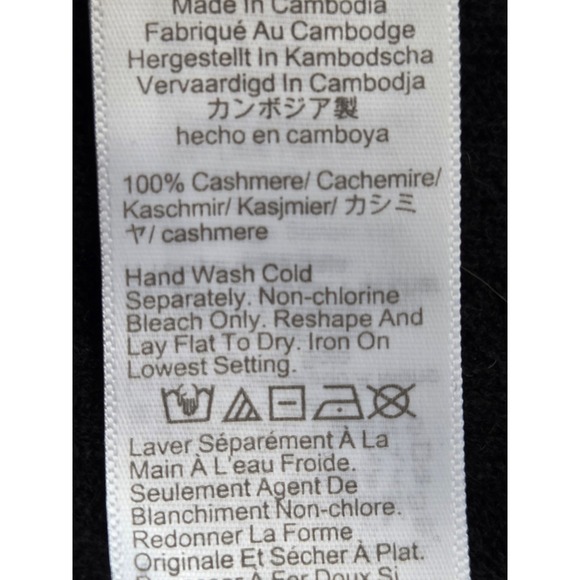 Made In Cambodia
Fabriqué Au Cambodge
Hergestellt In Kambodscha
Vervaardigd In Cambodja
カンボジア製
hecho en camboya
100% Cashmere/ Cachemire/
Kaschmir/ Kasjmier/ カシミ
ヤ/ cashmere
Hand Wash Cold
Separately. Non-chlorine
Bleach Only. Reshape And
Lay Flat To Dry. Iron On
Lowest Setting.
Laver Séparément À La
Main À L'eau Froide.
Seulement Agent De
Blanchiment Non-chlore.
Redonner La Forme
Originale Et Sécher À Plat.
A Fer Doux Si